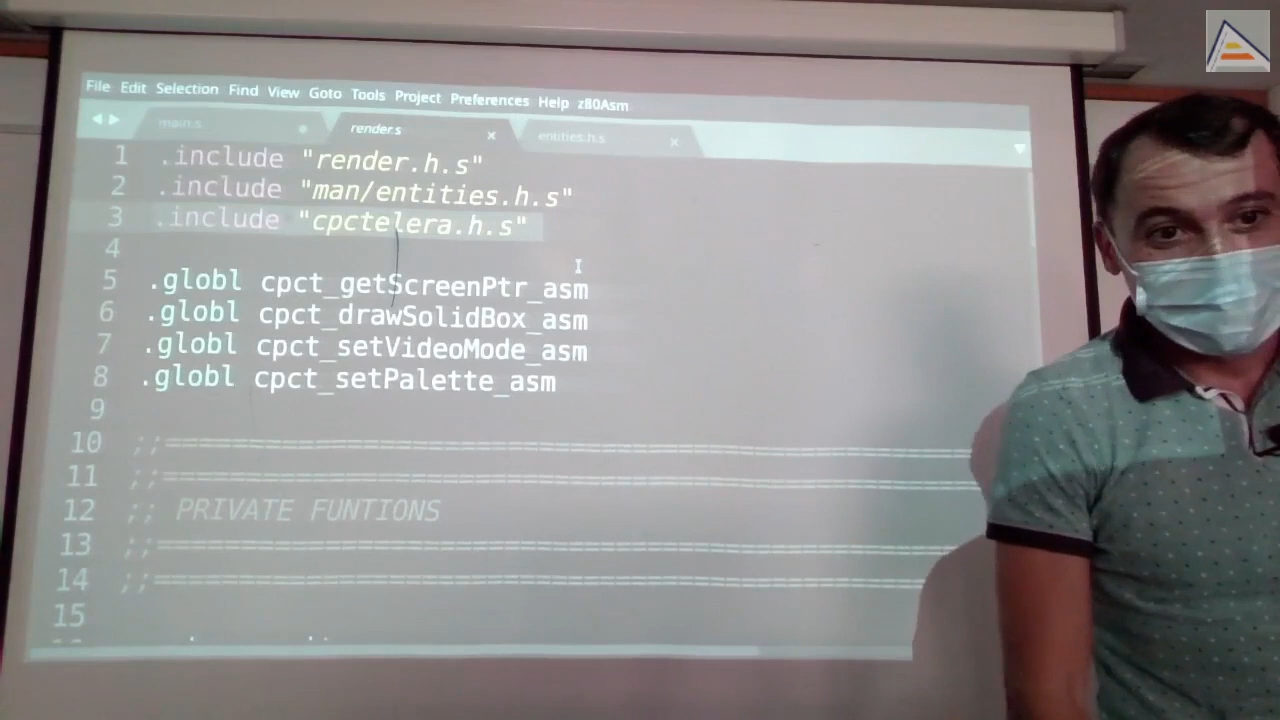 File Edit Selection Find View Goto Tools Project Preferences Help z80Asm
main.s render.s entities.h.s
1 .include "render.h.s"
2 .include "man/entities.h.s"
3 .include "cpctelera.h.s"
4
5 .globl cpct_getScreenPtr_asm
6 .globl cpct_drawSolidBox_asm
7 .globl cpct_setVideoMode_asm
8 .globl cpct_setPalette_asm
9
10 ;;====================================================
11 ;;====================================================
12 ;; PRIVATE FUNTIONS
13 ;;====================================================
14 ;;====================================================
15